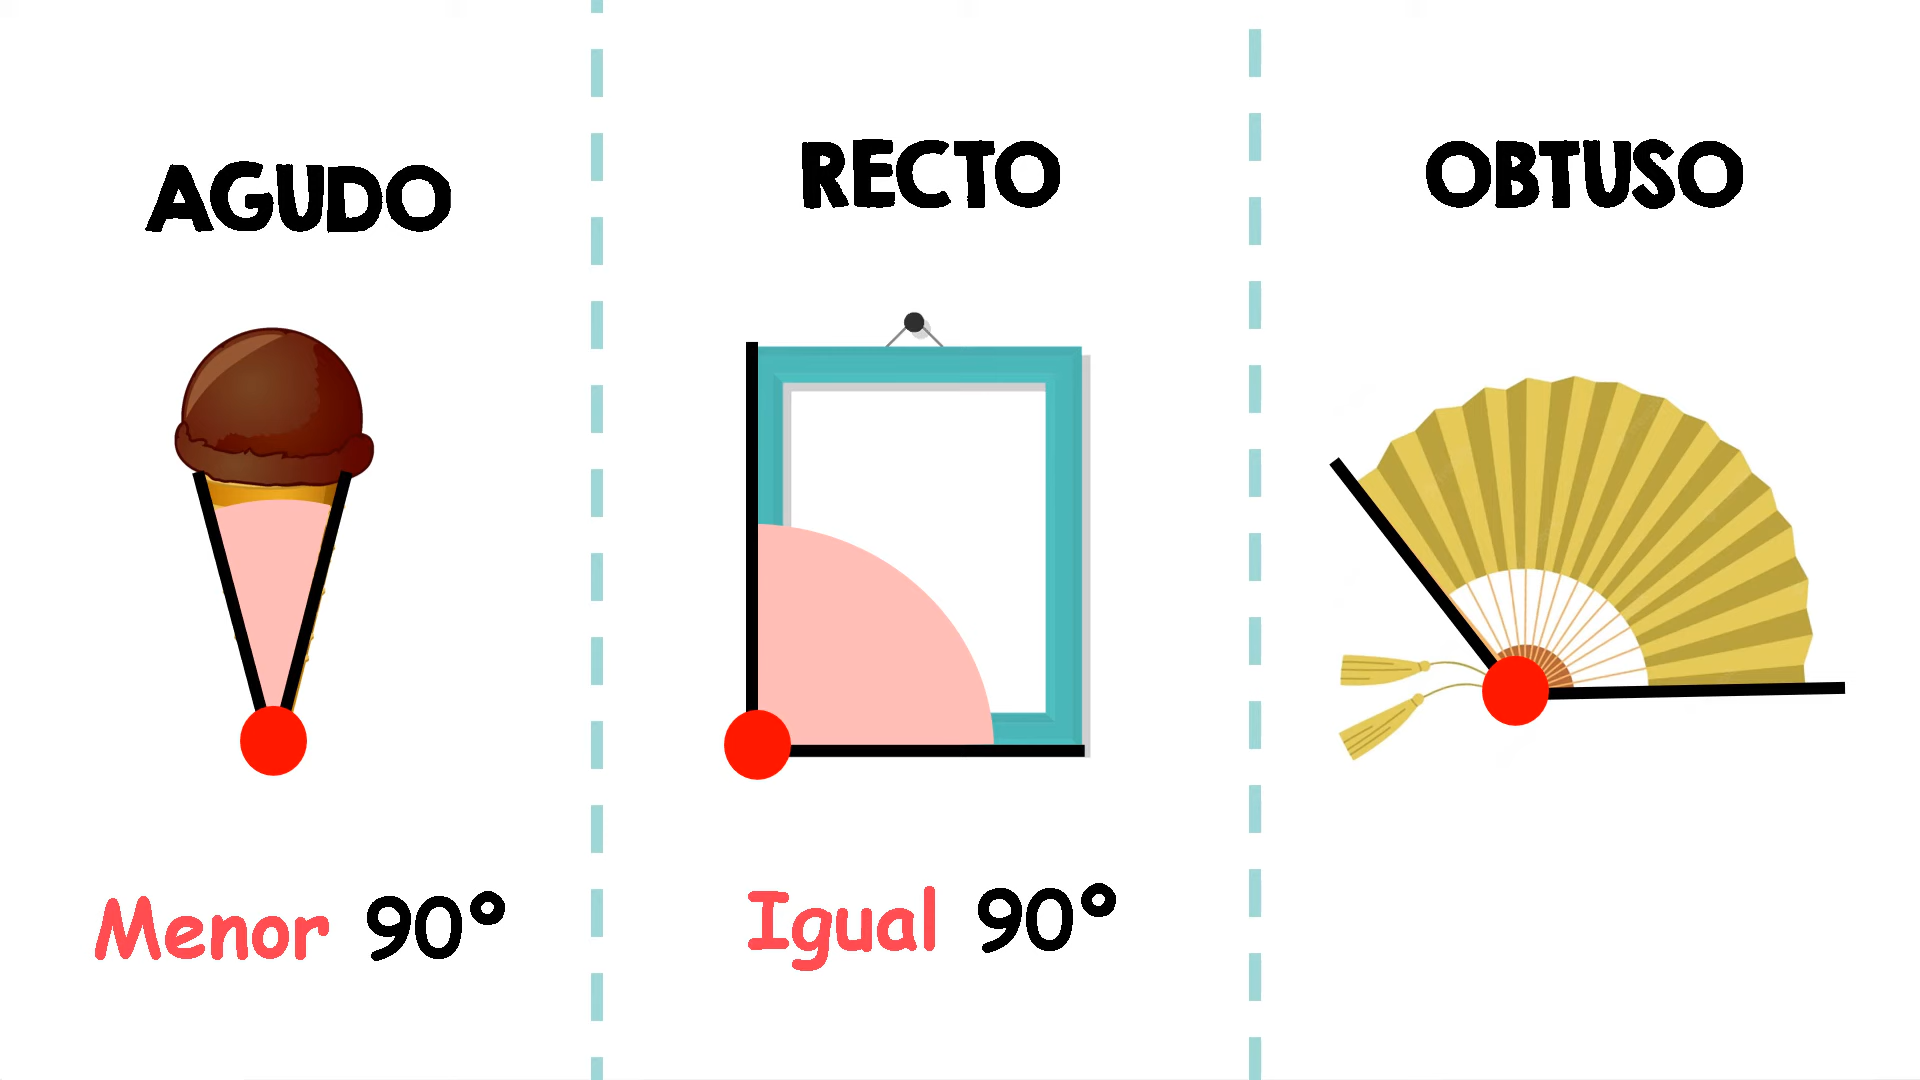 AGUDO
RECTO
OBTUSO
Menor 90°
Igual 90°